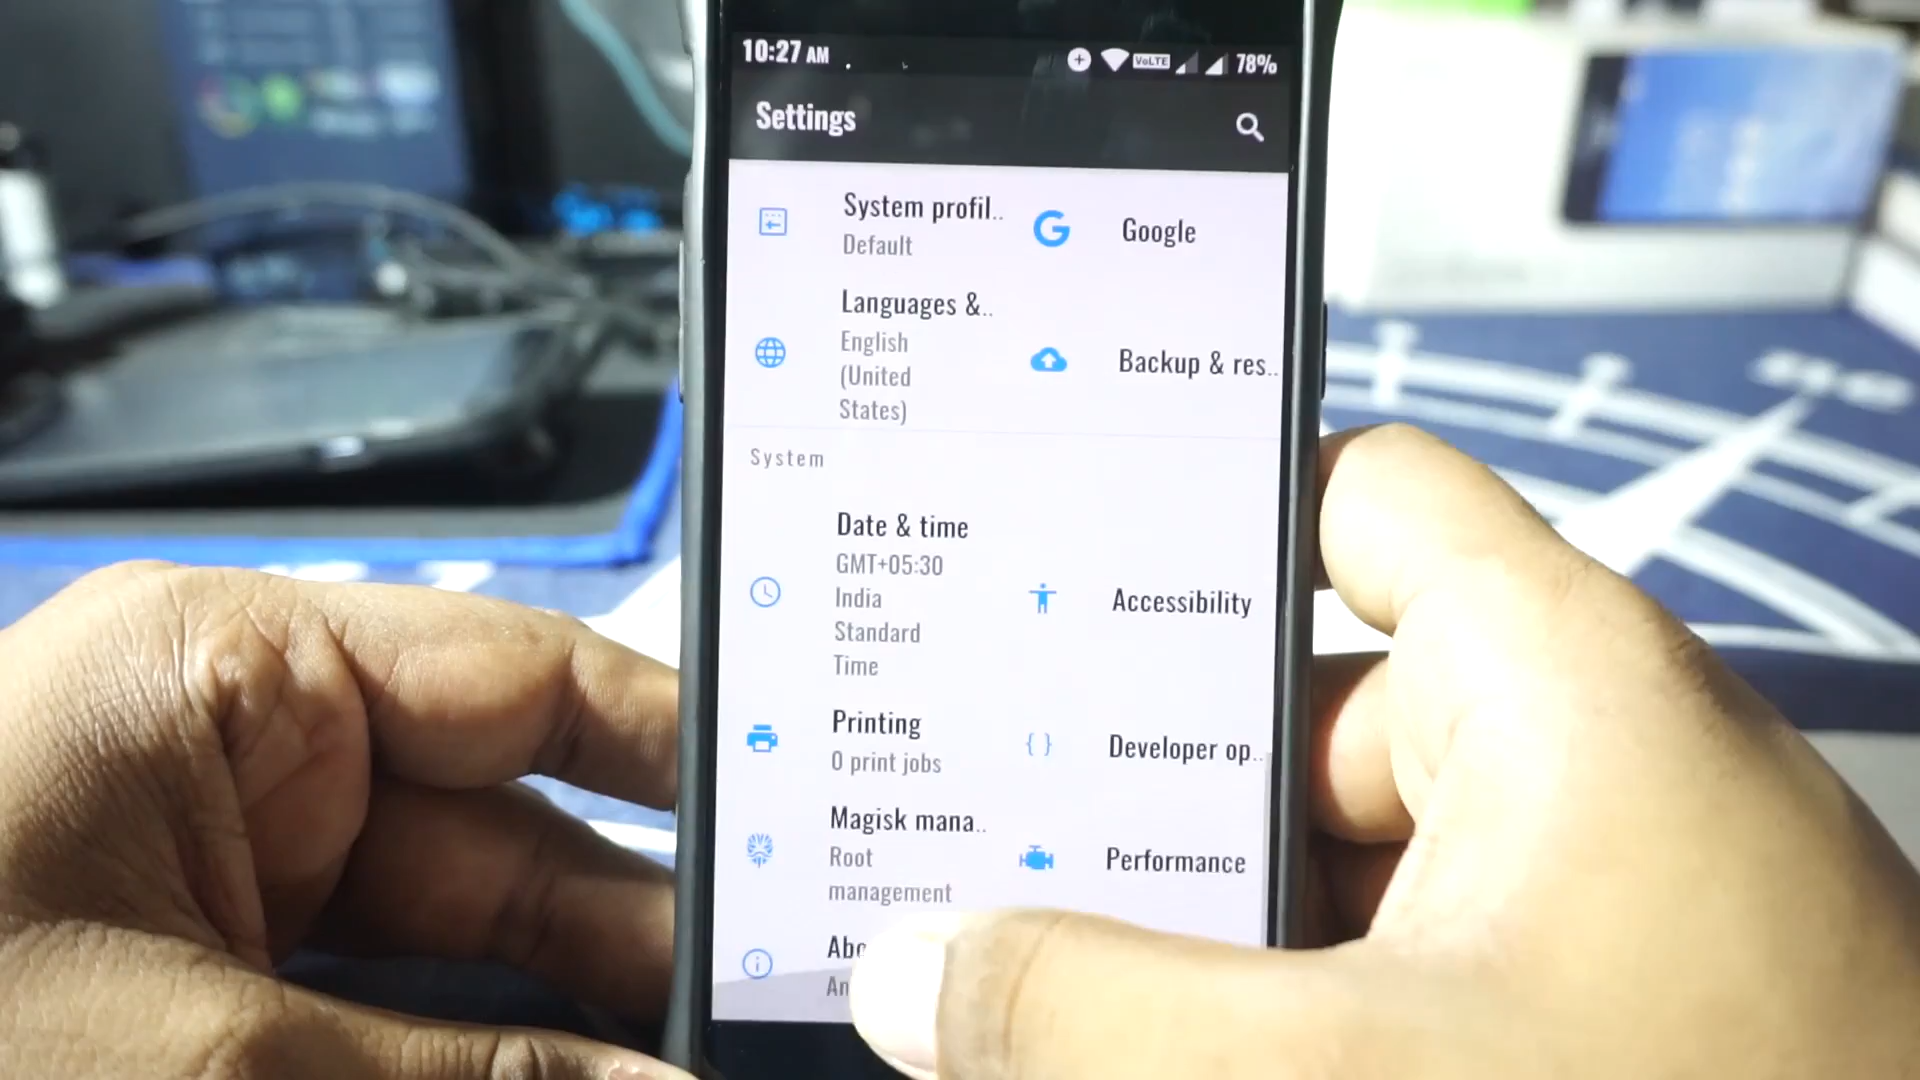 10:27 AM
VoLTE
78%
Settings
System profil..
Default
Google
Languages &..
English
(United
States)
Backup & res..
System
Date & time
GMT+05:30
India
Standard
Time
Accessibility
Printing
0 print jobs
Developer op..
Magisk mana..
Root
management
Performance